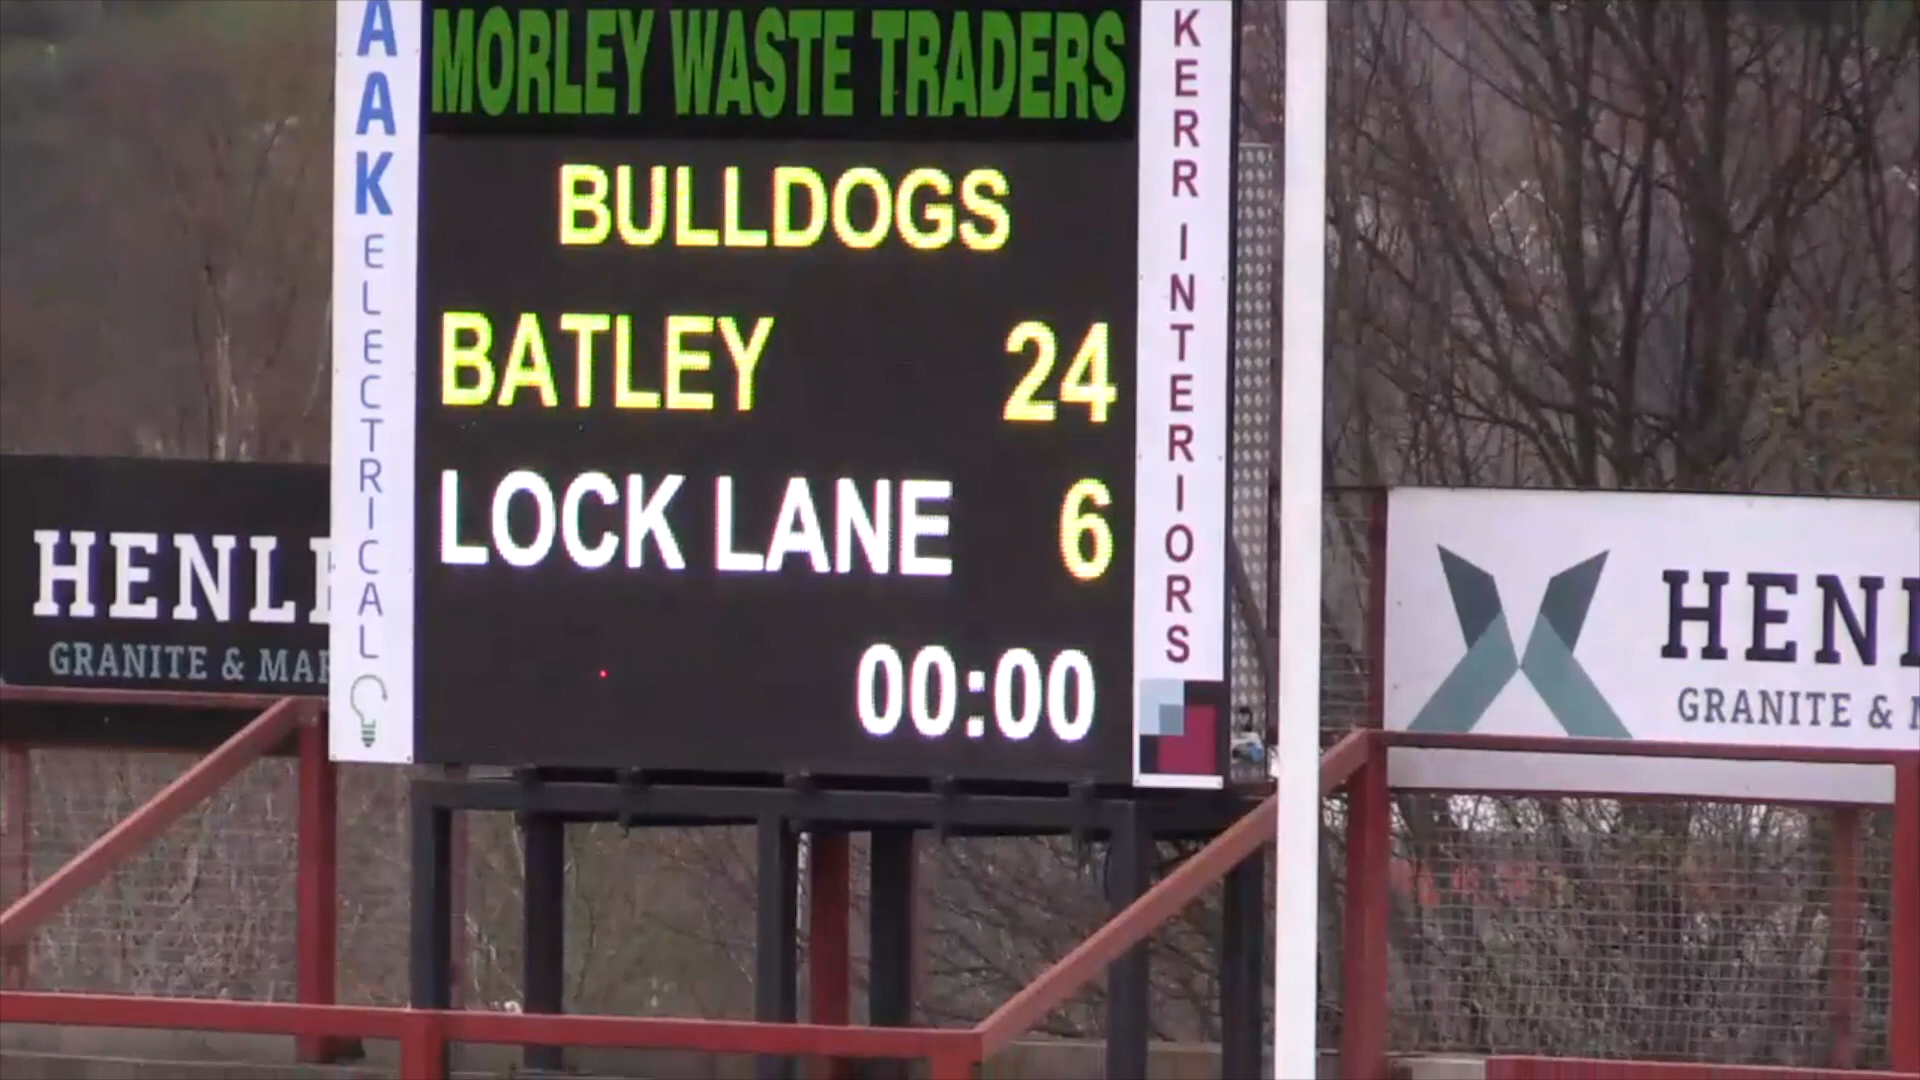 MORLEY WASTE TRADERS
BULLDOGS
BATLEY 24
LOCK LANE 6
00:00
AAK ELECTRICAL
KERR INTERIORS
HENL
GRANITE & MAR
HEN
GRANITE &